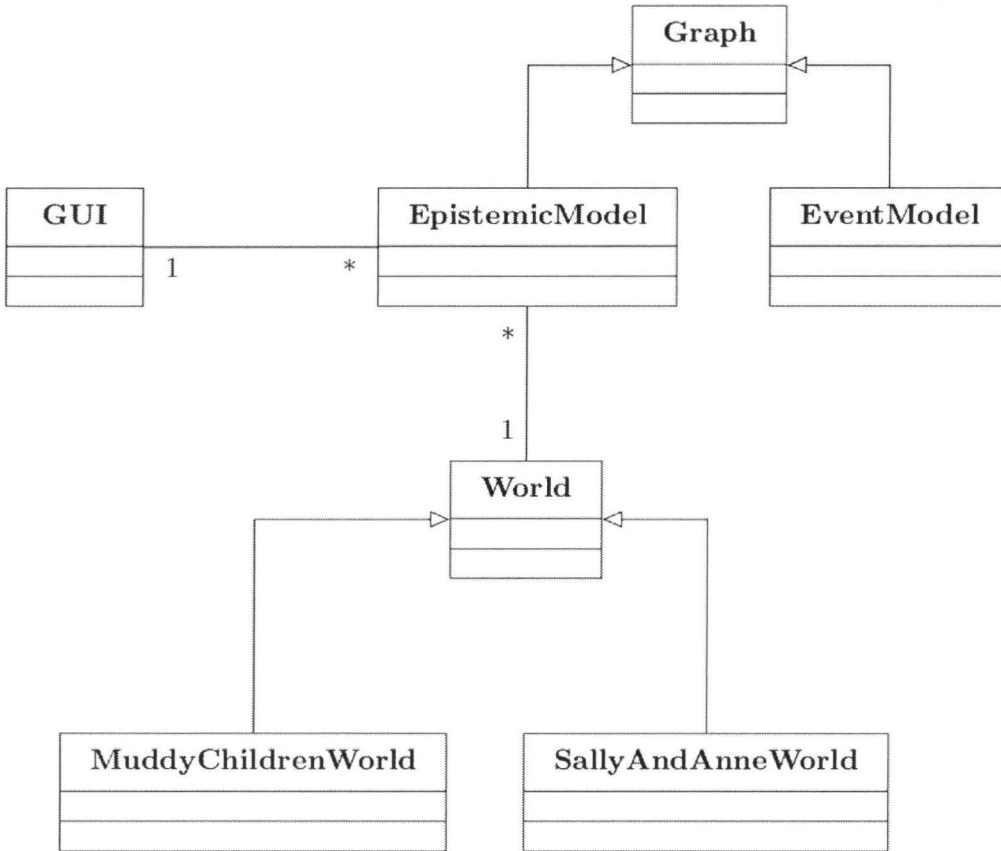 Graph
GUI
EpistemicModel
EventModel
1
*
*
1
World
MuddyChildrenWorld
SallyAndAnneWorld